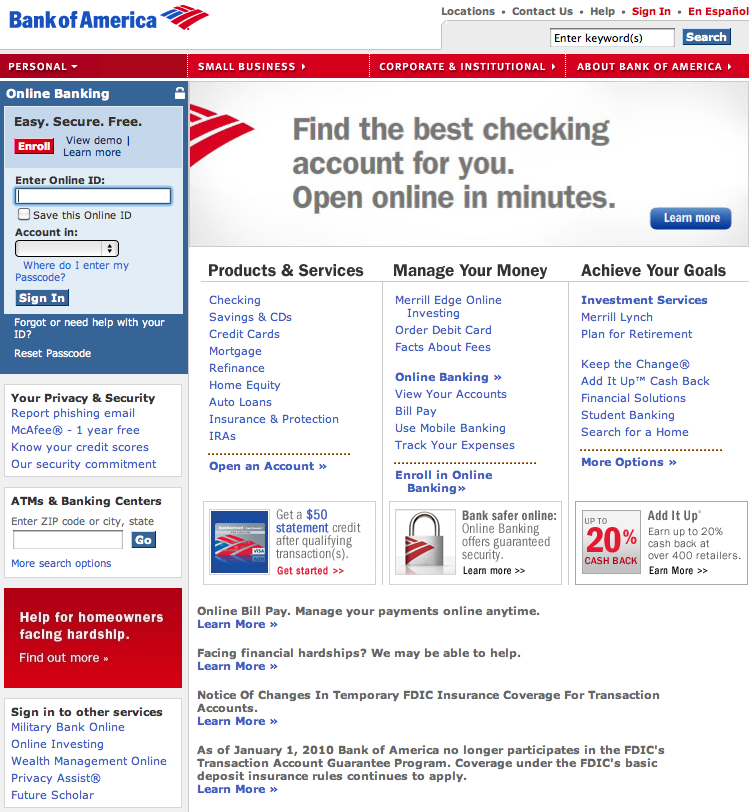 Bank of America
Locations • Contact Us • Help • Sign In • En Español
Enter keyword(s) Search
PERSONAL SMALL BUSINESS CORPORATE & INSTITUTIONAL ABOUT BANK OF AMERICA
Online Banking
Easy. Secure. Free.
Enroll
View demo |
Learn more
Enter Online ID:
Save this Online ID
Account in:
Where do I enter my
Passcode?
Sign In
Forgot or need help with your
ID?
Reset Passcode
Find the best checking
account for you.
Open online in minutes.
Learn more
Products & Services
Checking
Savings & CDs
Credit Cards
Mortgage
Refinance
Home Equity
Auto Loans
Insurance & Protection
IRAs
Open an Account »
Manage Your Money
Merrill Edge Online
Investing
Order Debit Card
Facts About Fees
Online Banking »
View Your Accounts
Bill Pay
Use Mobile Banking
Track Your Expenses
Enroll in Online
Banking»
Achieve Your Goals
Investment Services
Merrill Lynch
Plan for Retirement
Keep the Change®
Add It Up™ Cash Back
Financial Solutions
Student Banking
Search for a Home
More Options »
Your Privacy & Security
Report phishing email
McAfee® - 1 year free
Know your credit scores
Our security commitment
ATMs & Banking Centers
Enter ZIP code or city, state
Go
More search options
Help for homeowners
facing hardship.
Find out more »
Sign in to other services
Military Bank Online
Online Investing
Wealth Management Online
Privacy Assist®
Future Scholar
VISA
Get a $50
statement credit
after qualifying
transaction(s).
Get started >>
Bank safer online:
Online Banking
offers guaranteed
security.
Learn more >>
UP TO
20%
CASH BACK
Add It Up®
Earn up to 20%
cash back at
over 400 retailers.
Earn More >>
Online Bill Pay. Manage your payments online anytime.
Learn More »
Facing financial hardships? We may be able to help.
Learn More »
Notice Of Changes In Temporary FDIC Insurance Coverage For Transaction
Accounts.
Learn More »
As of January 1, 2010 Bank of America no longer participates in the FDIC's
Transaction Account Guarantee Program. Coverage under the FDIC's basic
deposit insurance rules continues to apply.
Learn More »